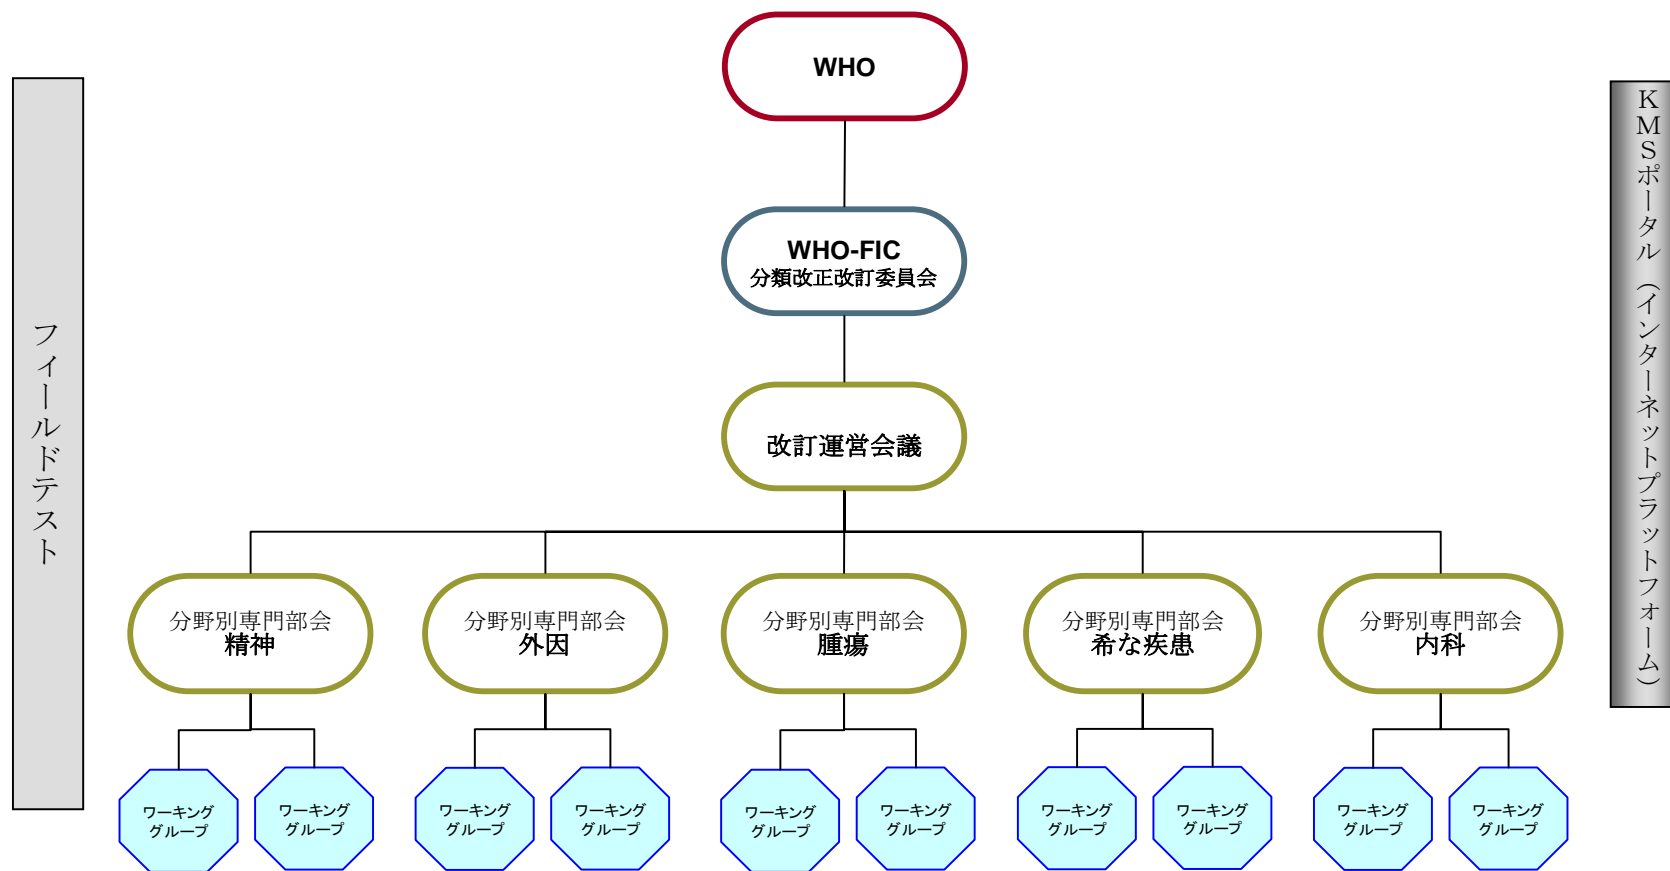 WHO
WHO-FIC
分類改正改訂委員会
改訂運営会議
分野別専門部会
精神
分野別専門部会
外因
分野別専門部会
腫瘍
分野別専門部会
希な疾患
分野別専門部会
内科
ワーキング
グループ
ワーキング
グループ
ワーキング
グループ
ワーキング
グループ
ワーキング
グループ
ワーキング
グループ
ワーキング
グループ
ワーキング
グループ
ワーキング
グループ
ワーキング
グループ
フィールドテスト
KMSポータル（インターネットプラットフォーム）